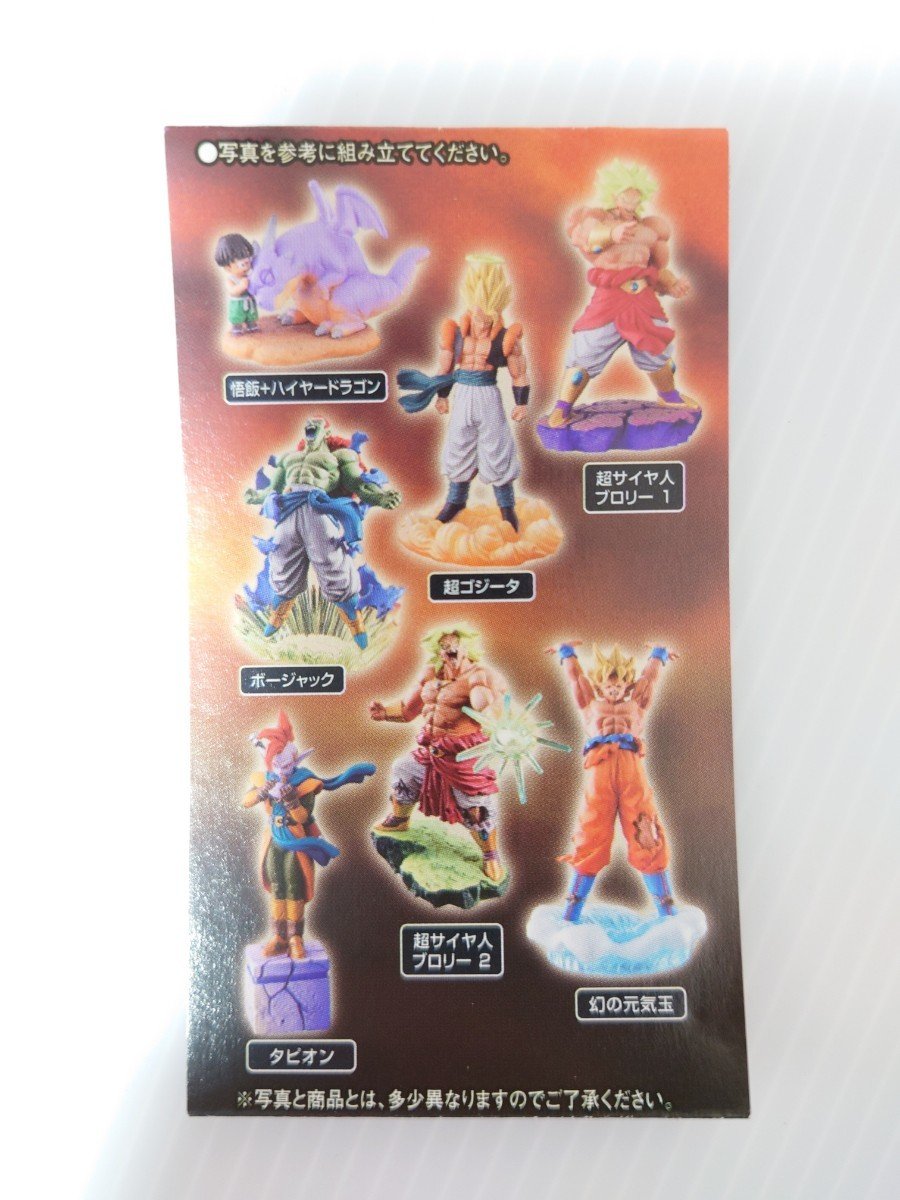 ●写真を参考に組み立ててください。
悟飯+ハイヤードラゴン
超サイヤ人
ブロリー 1
超ゴジータ
ボージャック
超サイヤ人
ブロリー 2
幻の元気玉
タピオン
※写真と商品とは、多少異なりますのでご了承ください。